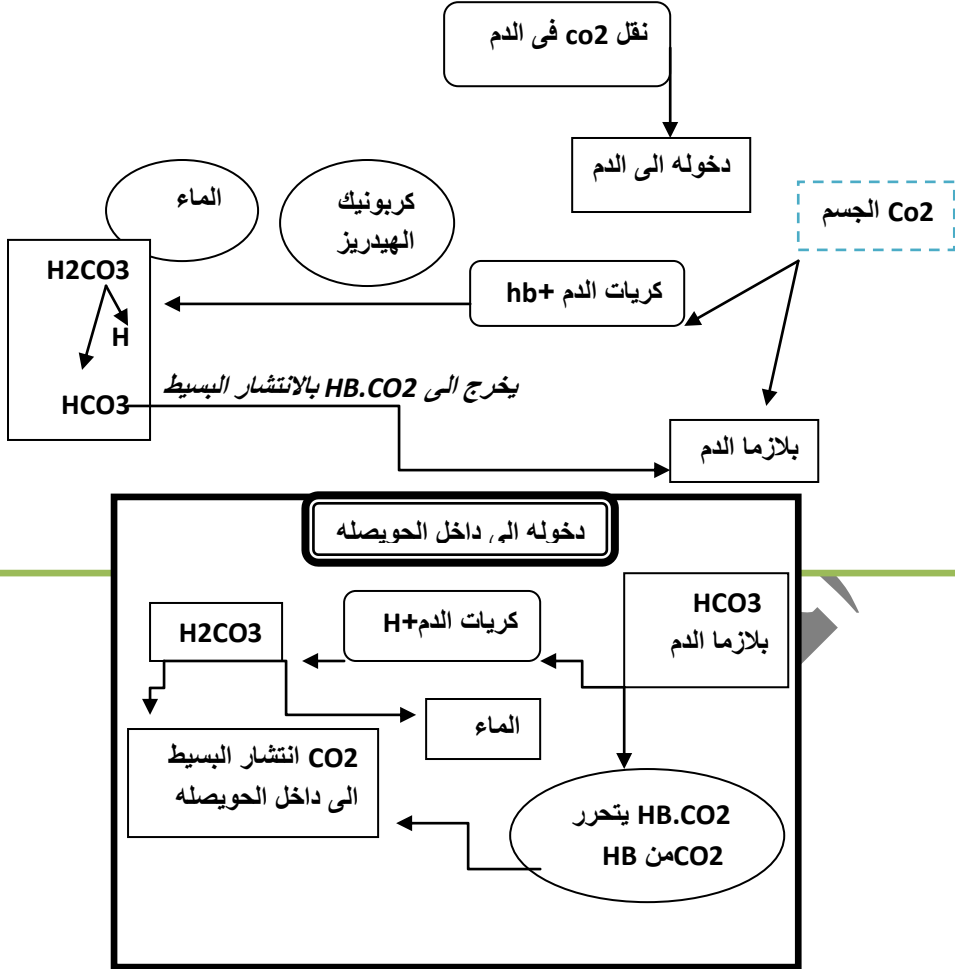 نقل co2 فى الدم
دخوله الى الدم
Co2 الجسم
كربونيك
الهيدريز
الماء
كريات الدم +hb
H2CO3
H
HCO3
يخرج الى HB.CO2 بالانتشار البسيط
بلازما الدم
دخوله الى داخل الحويصله
HCO3
بلازما الدم
كريات الدم+H
H2CO3
الماء
CO2 انتشار البسيط
الى داخل الحويصله
HB.CO2 يتحرر
CO2من HB